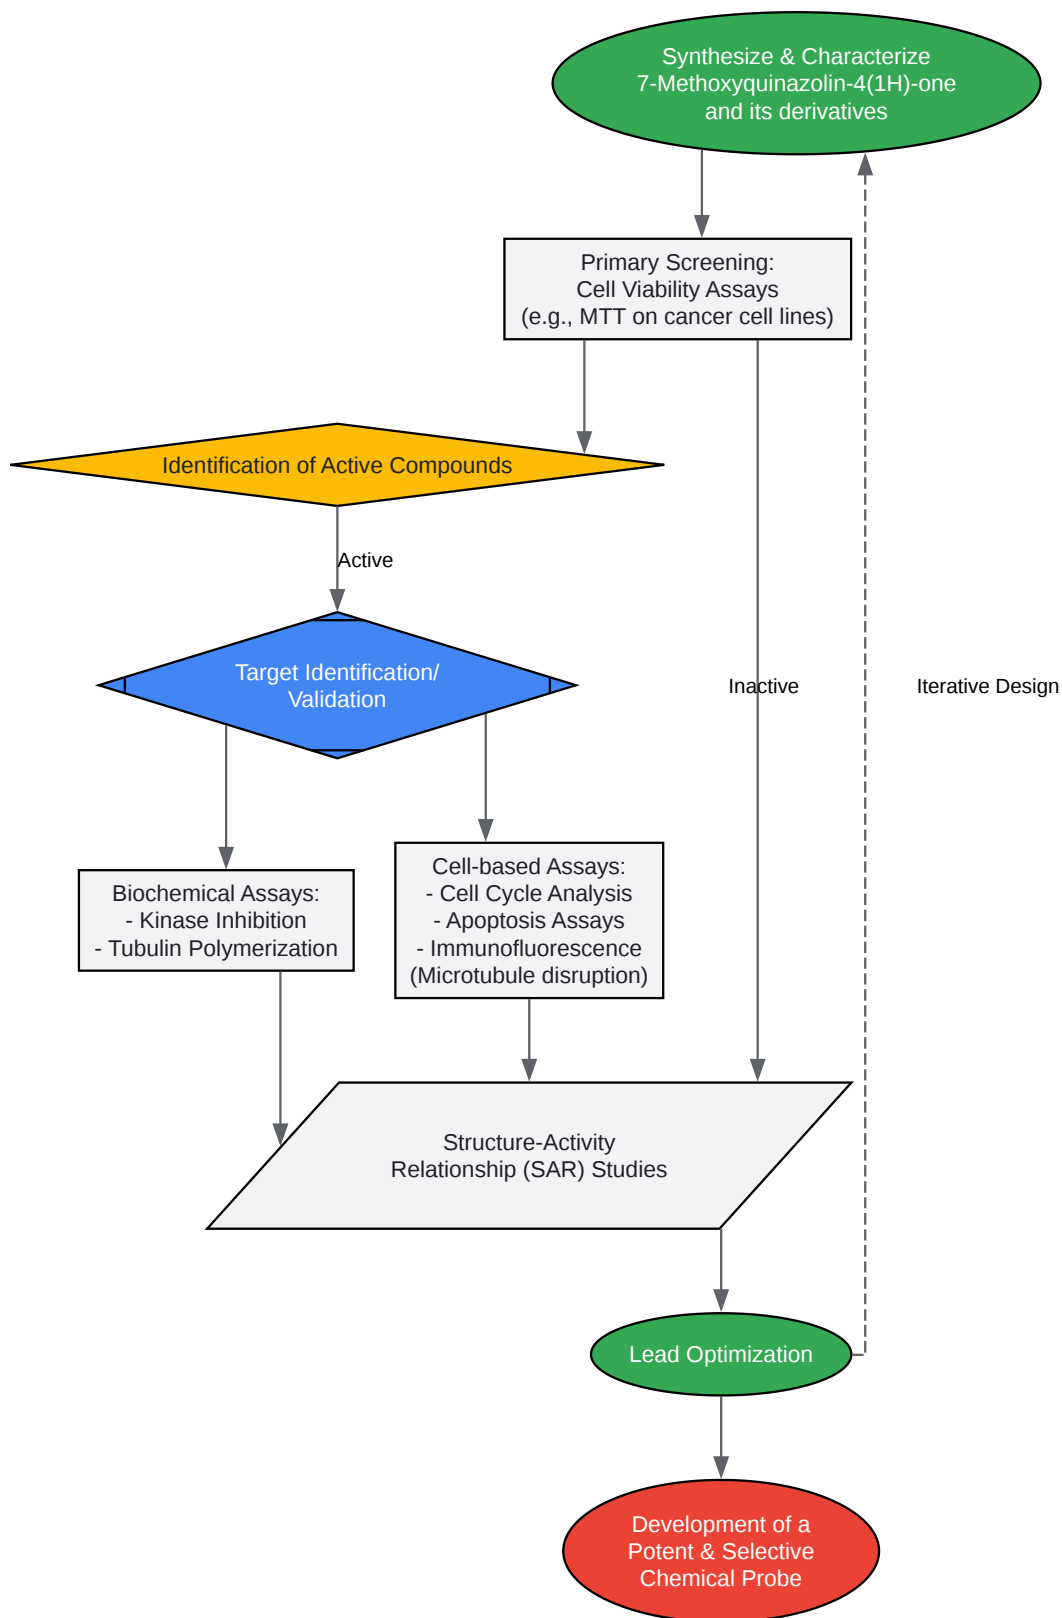 Synthesize & Characterize
7-Methoxyquinazolin-4(1H)-one
and its derivatives
Primary Screening:
Cell Viability Assays
(e.g., MTT on cancer cell lines)
Identification of Active Compounds
Active
Target Identification/
Validation
Inactive
Iterative Design
Biochemical Assays:
- Kinase Inhibition
- Tubulin Polymerization
Cell-based Assays:
- Cell Cycle Analysis
- Apoptosis Assays
- Immunofluorescence
(Microtubule disruption)
Structure-Activity
Relationship (SAR) Studies
Lead Optimization
Development of a
Potent & Selective
Chemical Probe